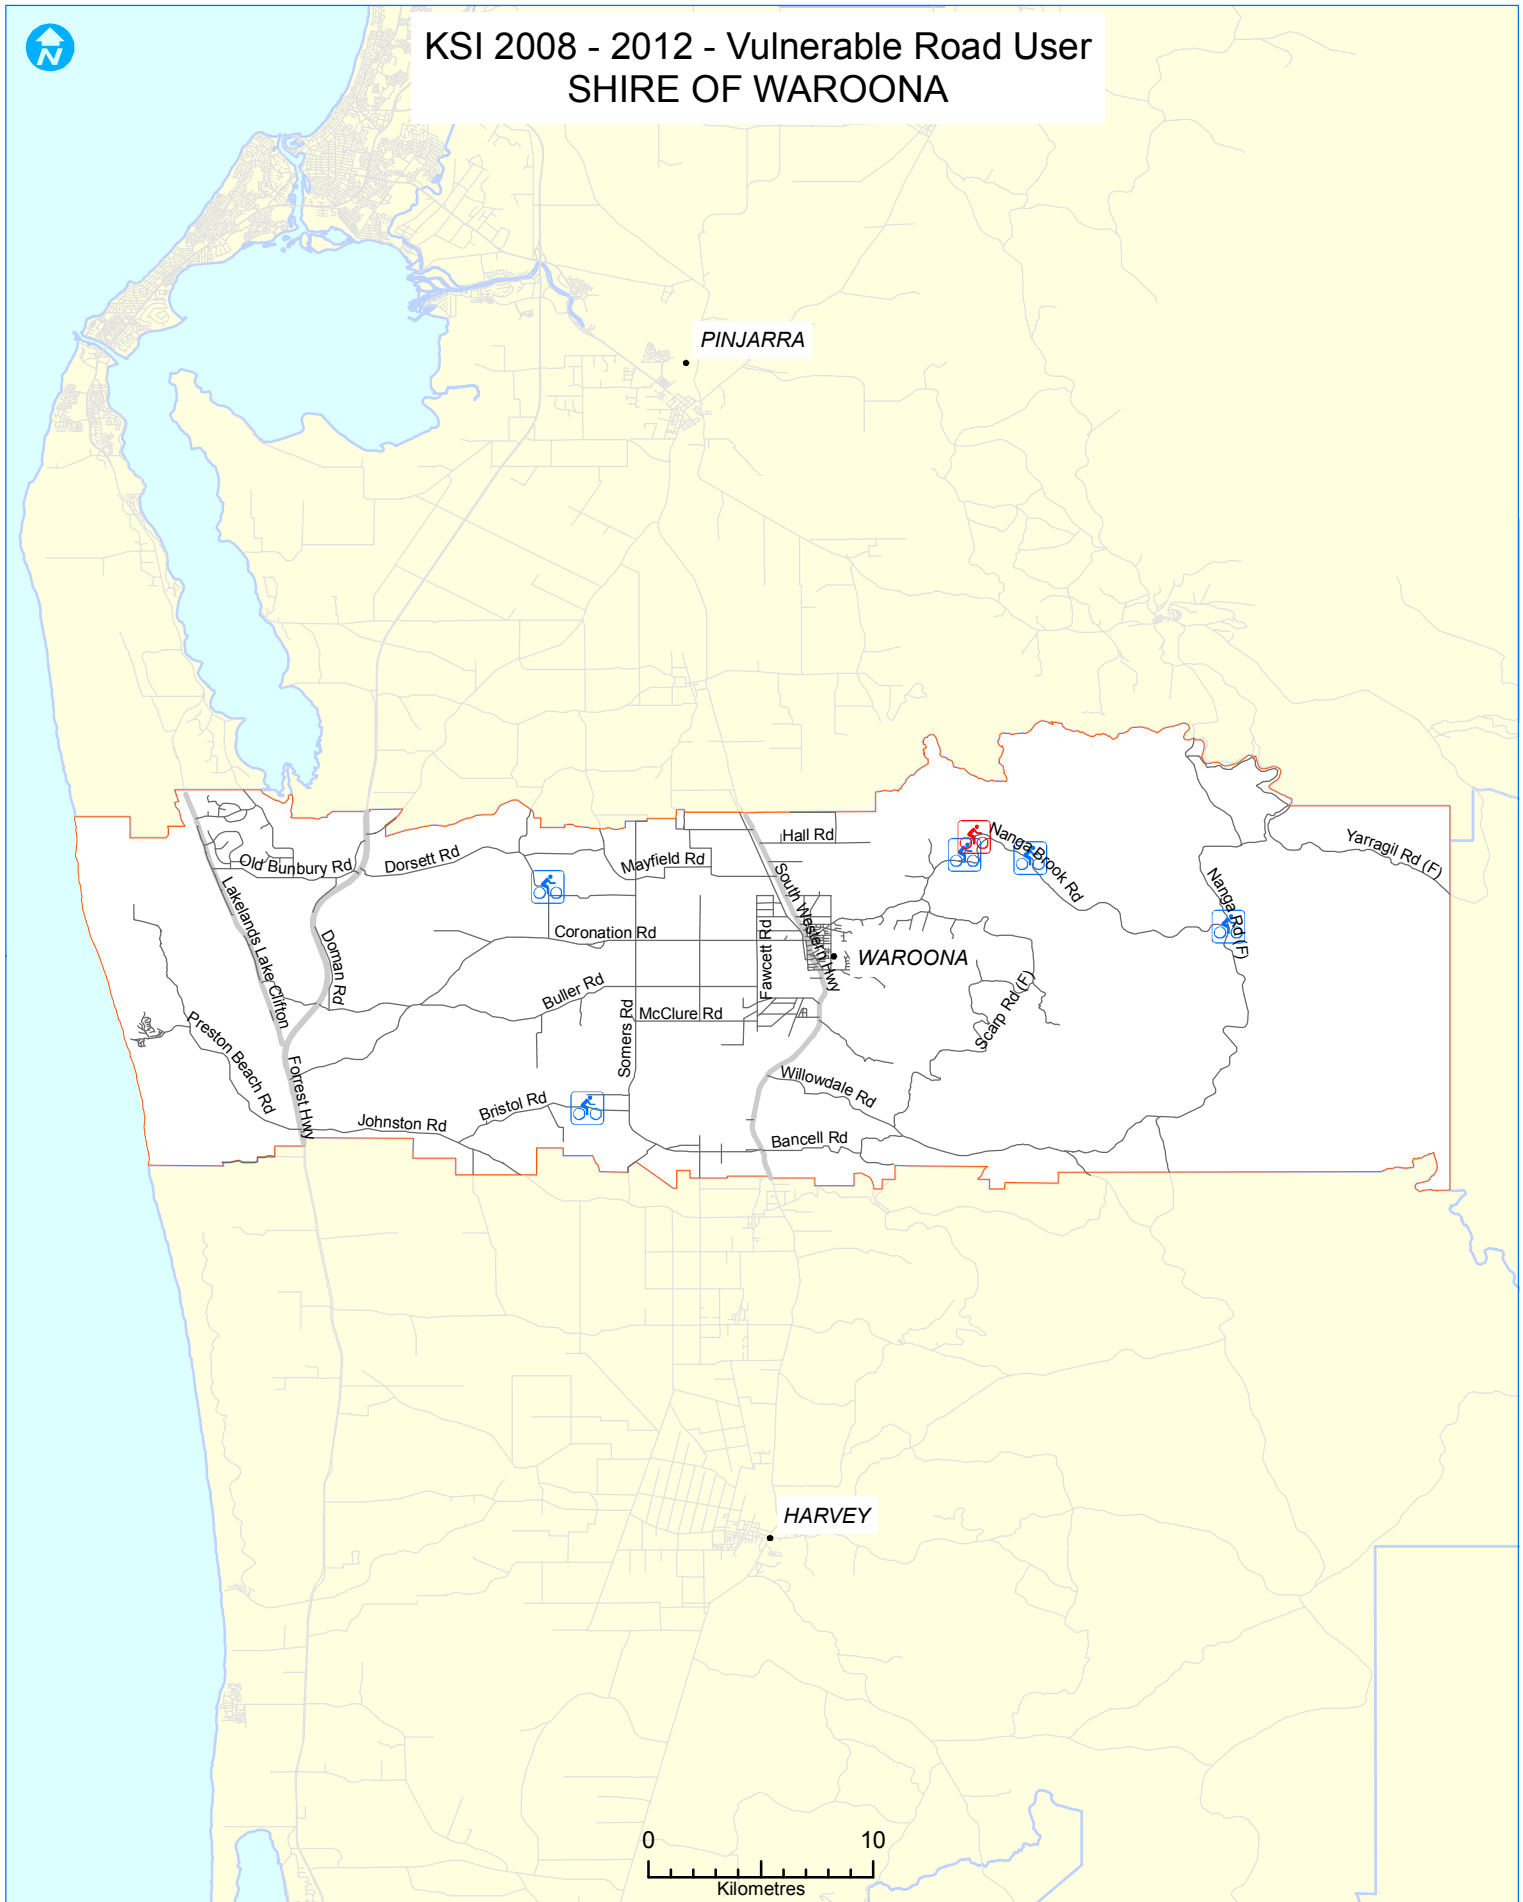 N
KSI 2008 - 2012 - Vulnerable Road User
SHIRE OF WAROONA
PINJARRA
Hall Rd
Nanga Brook Rd
Yarragil Rd (F)
Old Bunbury Rd
Dorsett Rd
Mayfield Rd
South Western Hwy
Nanga Rd (F)
Lakelands Lake Clifton
Doman Rd
Coronation Rd
Fawcett Rd
WAROONA
Buller Rd
McClure Rd
Somers Rd
Scarp Rd (F)
Preston Beach Rd
Forrest Hwy
Willowdale Rd
Bristol Rd
Johnston Rd
Bancell Rd
HARVEY
0 10
Kilometres